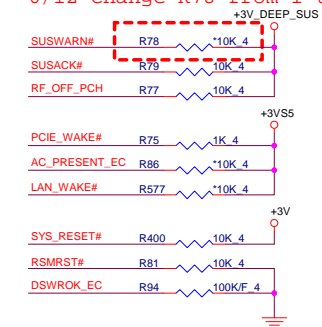 +3V_DEEP_SUS
SUSWARN# R78 *10K_4
SUSACK# R79 10K_4
RF_OFF_PCH R77 10K_4
+3VS5
PCIE_WAKE# R75 1K_4
AC_PRESENT_EC R86 *10K_4
LAN_WAKE# R577 *10K_4
+3V
SYS_RESET# R400 10K_4
RSMRST# R81 10K_4
DSWROK_EC R94 100K/F_4